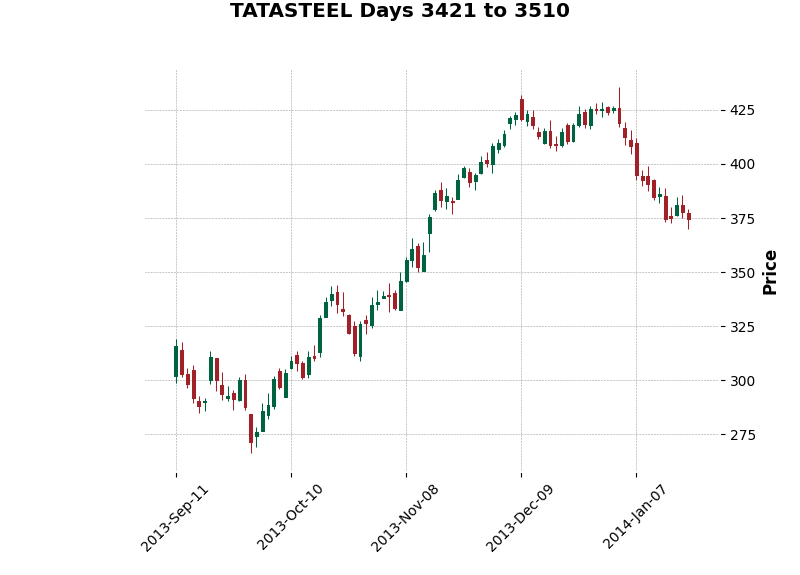 TATASTEEL Days 3421 to 3510
425
400
375
350
325
300
275
Price
2013-Sep-11
2013-Oct-10
2013-Nov-08
2013-Dec-09
2014-Jan-07